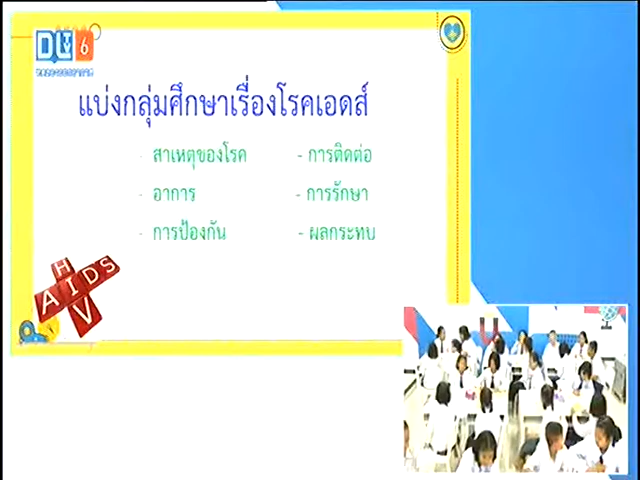 DLTV 6
แบ่งกลุ่มศึกษาเรื่องโรคเอดส์
- สาเหตุของโรค - การติดต่อ
- อาการ - การรักษา
- การป้องกัน - ผลกระทบ
HIV
AIDS